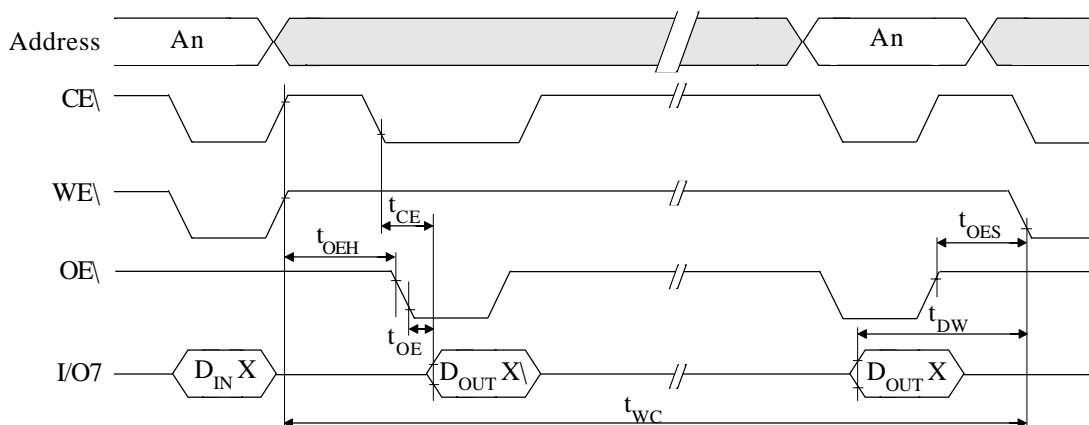 Address An An
CE\
WE\
tCE
tOEH tOES
OE\
tDW
tOE
I/O7 DIN X DOUT X\ DOUT X
tWC